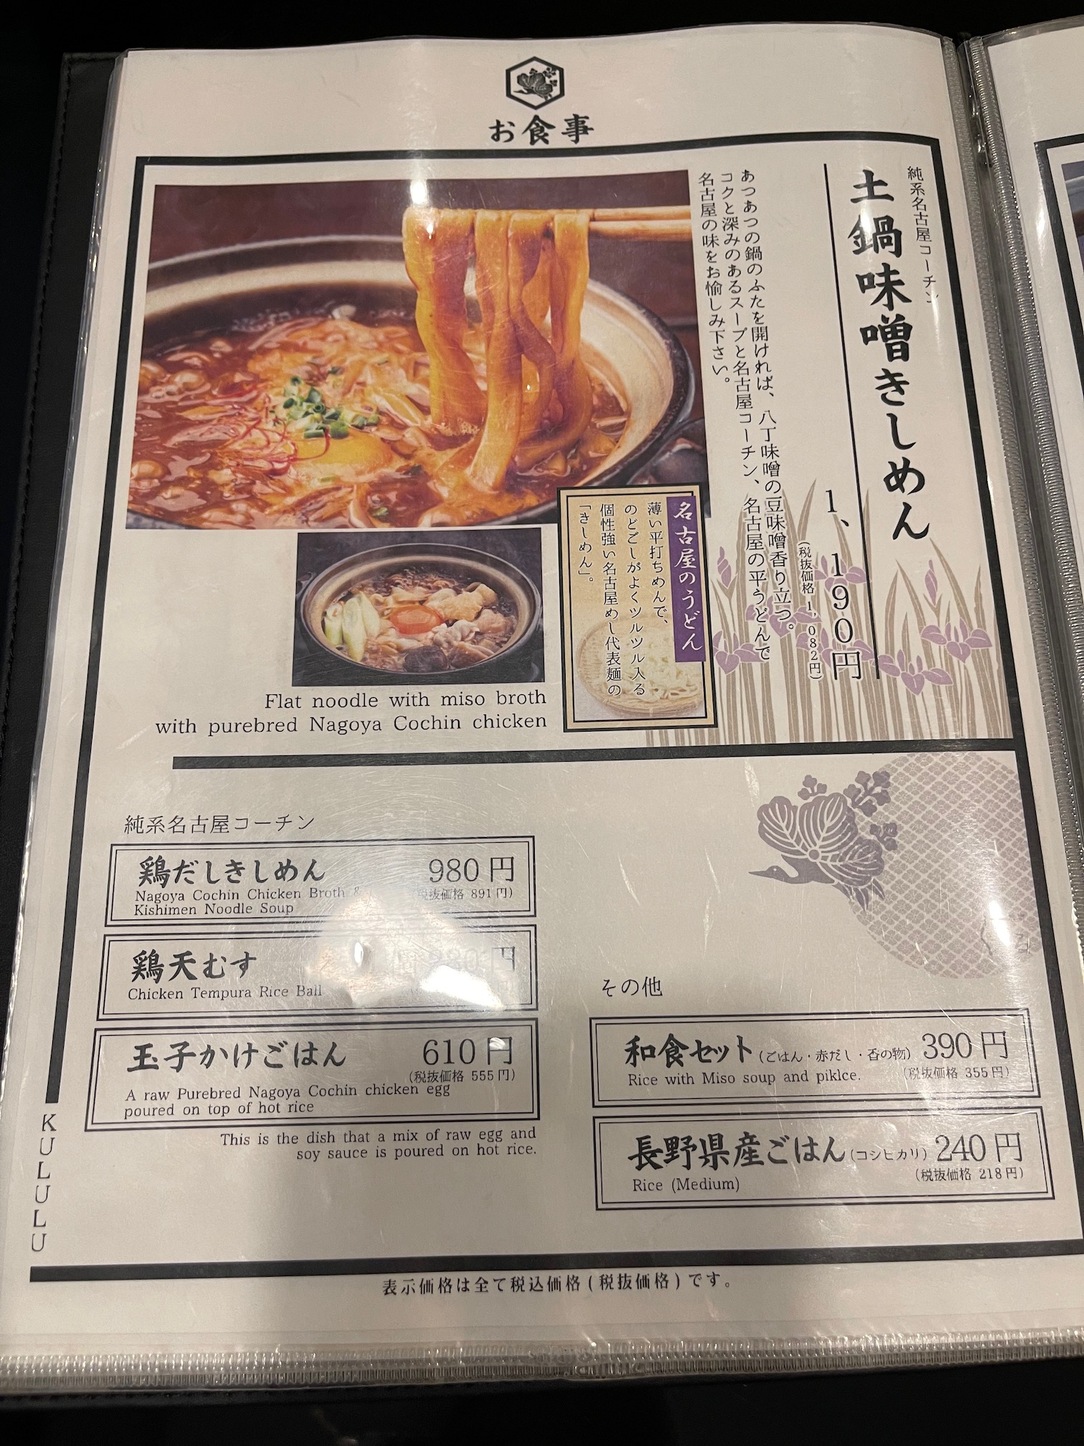 お食事
純系名古屋コーチン
土鍋味噌きしめん
1、190円
(税抜価格 1,082円)
あつあつの鍋のふたを開ければ、八丁味噌の豆味噌香り立つ。
コクと深みのあるスープと名古屋コーチン、名古屋の平うどんで
名古屋の味をお愉しみ下さい。
名古屋のうどん
薄い平打ちめんで、
のどごしがよくツルツル入る
個性強い名古屋めし代表麺の
「きしめん」。
Flat noodle with miso broth
with purebred Nagoya Cochin chicken
純系名古屋コーチン
鶏だしきしめん 980円
Nagoya Cochin Chicken Broth &
(税抜価格 891円)
Kishimen Noodle Soup
鶏天むす
円
Chicken Tempura Rice Ball
玉子かけごはん 610円
(税抜価格 555円)
A raw Purebred Nagoya Cochin chicken egg
poured on top of hot rice
This is the dish that a mix of raw egg and
soy sauce is poured on hot rice.
その他
和食セット(ごはん・赤だし・香の物) 390円
Rice with Miso soup and piklce. (税抜価格 355円)
長野県産ごはん(コシヒカリ) 240円
Rice (Medium) (税抜価格 218円)
KULULU
表示価格は全て税込価格(税抜価格)です。